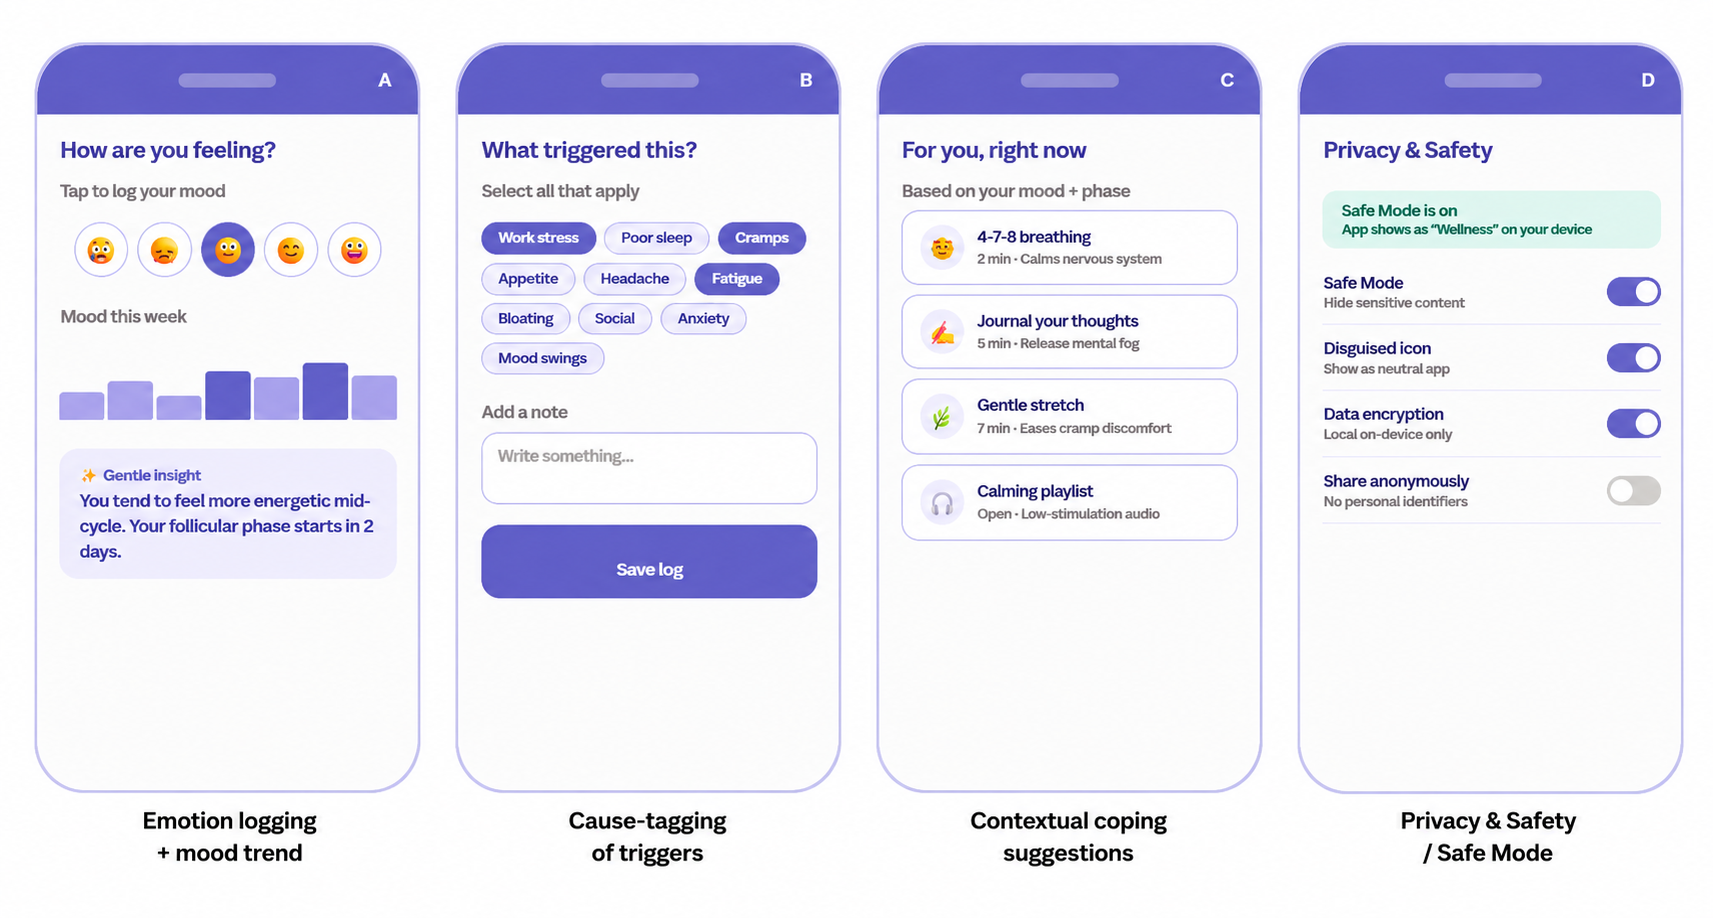 A
How are you feeling?
Tap to log your mood
Mood this week
✨ Gentle insight
You tend to feel more energetic mid-
cycle. Your follicular phase starts in 2
days.
Emotion logging
+ mood trend
B
What triggered this?
Select all that apply
Work stress
Poor sleep
Cramps
Appetite
Headache
Fatigue
Bloating
Social
Anxiety
Mood swings
Add a note
Write something...
Save log
Cause-tagging
of triggers
C
For you, right now
Based on your mood + phase
4-7-8 breathing
2 min · Calms nervous system
Journal your thoughts
5 min · Release mental fog
Gentle stretch
7 min · Eases cramp discomfort
Calming playlist
Open · Low-stimulation audio
Contextual coping
suggestions
D
Privacy & Safety
Safe Mode is on
App shows as “Wellness” on your device
Safe Mode
Hide sensitive content
Disguised icon
Show as neutral app
Data encryption
Local on-device only
Share anonymously
No personal identifiers
Privacy & Safety
/ Safe Mode